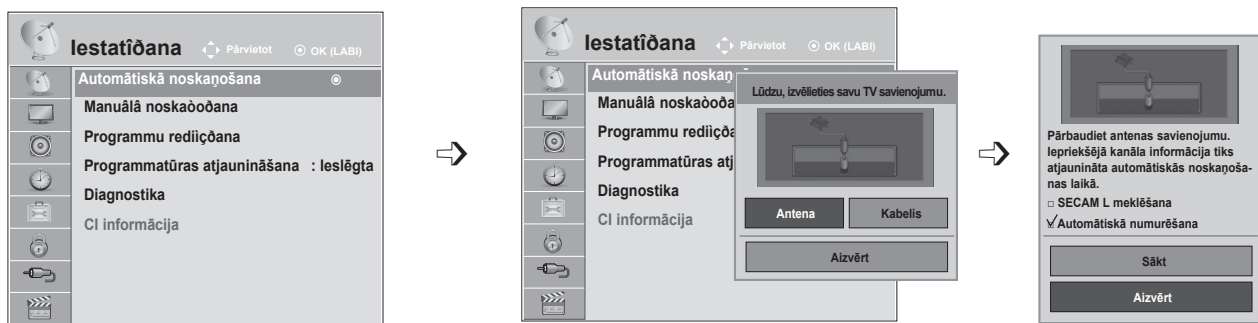 Iestatîðana Pârvietot OK (LABI)
Automātiskā noskaņošana
Manuâlâ noskaòoðana
Programmu rediìçðana
Programmatūras atjaunināšana : Ieslēgta
Diagnostika
CI informācija
Iestatîðana Pârvietot OK (LABI)
Automātiskā noskaņ
Manuâlâ noskaòoða
Programmu rediìçða
Programmatūras atj
Diagnostika
CI informācija
Lūdzu, izvēlieties savu TV savienojumu.
Antena Kabelis
Aizvērt
Pārbaudiet antenas savienojumu.
Iepriekšējā kanāla informācija tiks
atjaunināta automātiskās noskaņoša-
nas laikā.
□ SECAM L meklēšana
☑ Automātiskā numurēšana
Sākt
Aizvērt